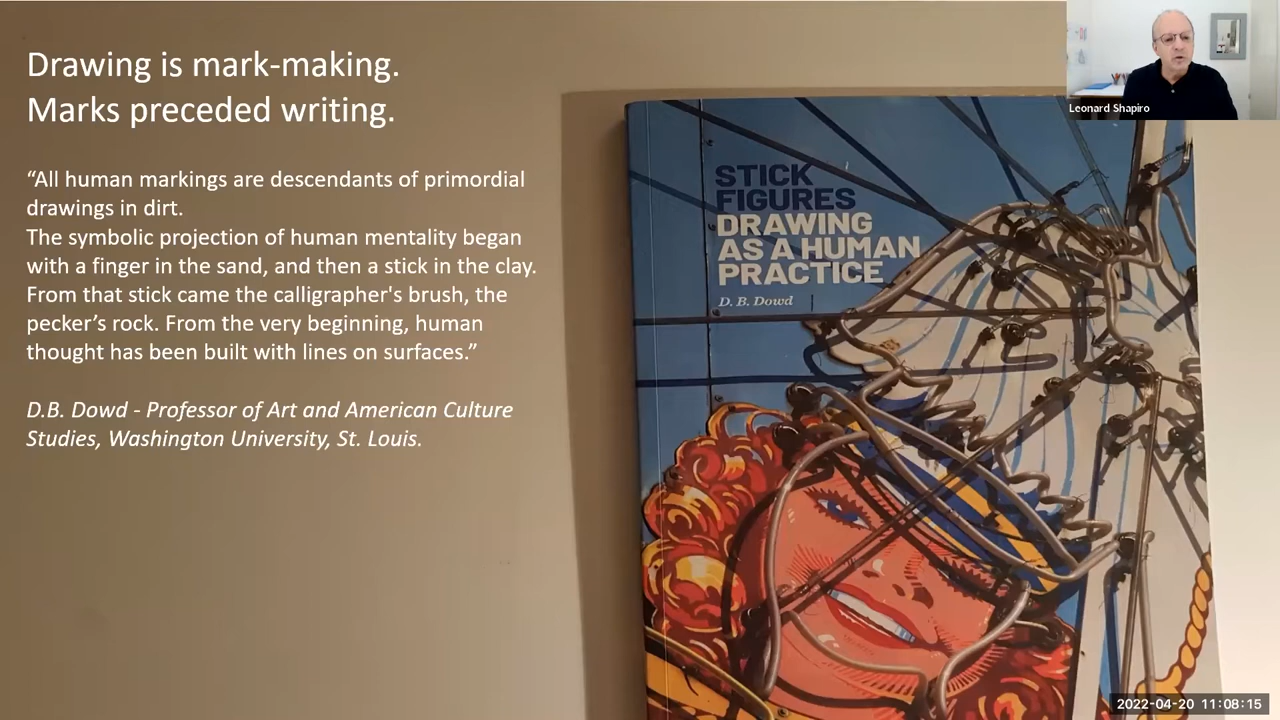 Drawing is mark-making.
Marks preceded writing.
“All human markings are descendants of primordial
drawings in dirt.
The symbolic projection of human mentality began
with a finger in the sand, and then a stick in the clay.
From that stick came the calligrapher's brush, the
pecker’s rock. From the very beginning, human
thought has been built with lines on surfaces.”
D.B. Dowd - Professor of Art and American Culture
Studies, Washington University, St. Louis.
STICK
FIGURES
DRAWING
AS A HUMAN
PRACTICE
D. B. Dowd
Leonard Shapiro
2022-04-20 11:08:15